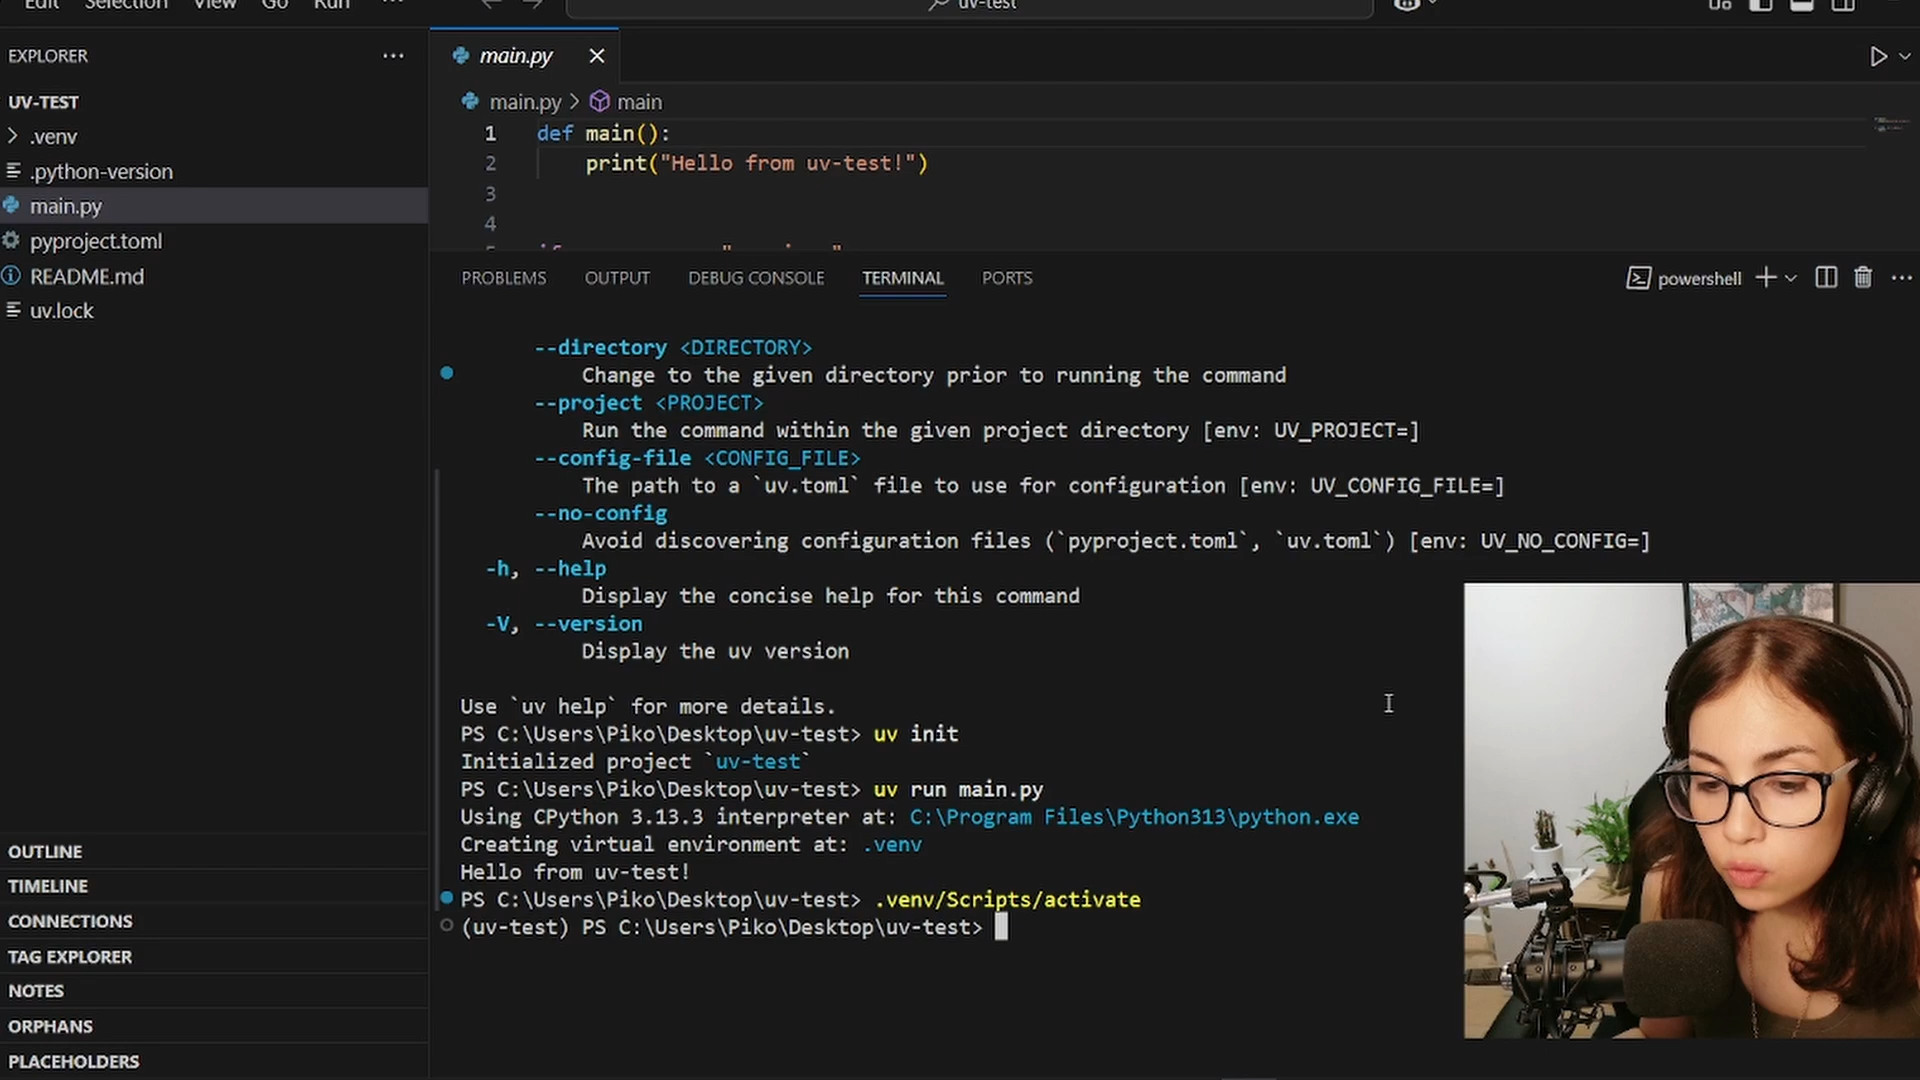 Edit Selection View Go Run ...
uv-test
EXPLORER
UV-TEST
.venv
.python-version
main.py
pyproject.toml
README.md
uv.lock
OUTLINE
TIMELINE
CONNECTIONS
TAG EXPLORER
NOTES
ORPHANS
PLACEHOLDERS
main.py
main.py > main
1 def main():
2 print("Hello from uv-test!")
3
4
PROBLEMS OUTPUT DEBUG CONSOLE TERMINAL PORTS
powershell
--directory <DIRECTORY>
Change to the given directory prior to running the command
--project <PROJECT>
Run the command within the given project directory [env: UV_PROJECT=]
--config-file <CONFIG_FILE>
The path to a `uv.toml` file to use for configuration [env: UV_CONFIG_FILE=]
--no-config
Avoid discovering configuration files (`pyproject.toml`, `uv.toml`) [env: UV_NO_CONFIG=]
-h, --help
Display the concise help for this command
-V, --version
Display the uv version
Use `uv help` for more details.
PS C:\Users\Piko\Desktop\uv-test> uv init
Initialized project `uv-test`
PS C:\Users\Piko\Desktop\uv-test> uv run main.py
Using CPython 3.13.3 interpreter at: C:\Program Files\Python313\python.exe
Creating virtual environment at: .venv
Hello from uv-test!
PS C:\Users\Piko\Desktop\uv-test> .venv/Scripts/activate
(uv-test) PS C:\Users\Piko\Desktop\uv-test>